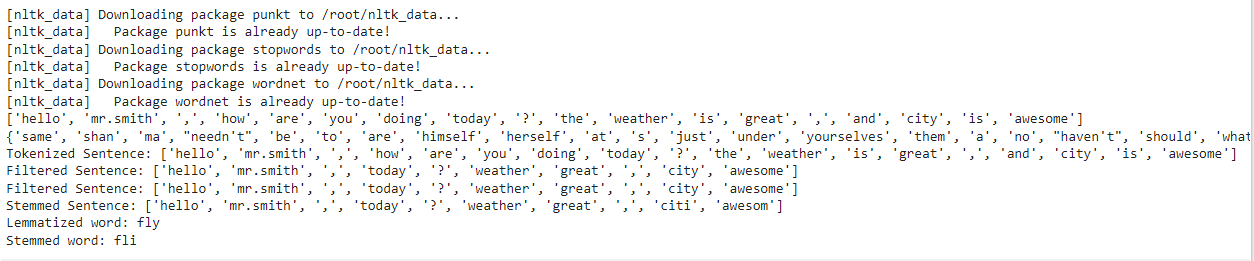 [nltk_data] Downloading package punkt to /root/nltk_data...
[nltk_data]   Package punkt is already up-to-date!
[nltk_data] Downloading package stopwords to /root/nltk_data...
[nltk_data]   Package stopwords is already up-to-date!
[nltk_data] Downloading package wordnet to /root/nltk_data...
[nltk_data]   Package wordnet is already up-to-date!
['hello', 'mr.smith', ',', 'how', 'are', 'you', 'doing', 'today', '?', 'the', 'weather', 'is', 'great', ',', 'and', 'city', 'is', 'awesome']
{'same', 'shan', 'ma', "needn't", 'be', 'to', 'are', 'himself', 'herself', 'at', 's', 'just', 'under', 'yourselves', 'them', 'a', 'no', "haven't", 'should', 'what
Tokenized Sentence: ['hello', 'mr.smith', ',', 'how', 'are', 'you', 'doing', 'today', '?', 'the', 'weather', 'is', 'great', ',', 'and', 'city', 'is', 'awesome']
Filtered Sentence: ['hello', 'mr.smith', ',', 'today', '?', 'weather', 'great', ',', 'city', 'awesome']
Filtered Sentence: ['hello', 'mr.smith', ',', 'today', '?', 'weather', 'great', ',', 'city', 'awesome']
Stemmed Sentence: ['hello', 'mr.smith', ',', 'today', '?', 'weather', 'great', ',', 'citi', 'awesom']
Lemmatized word: fly
Stemmed word: fli